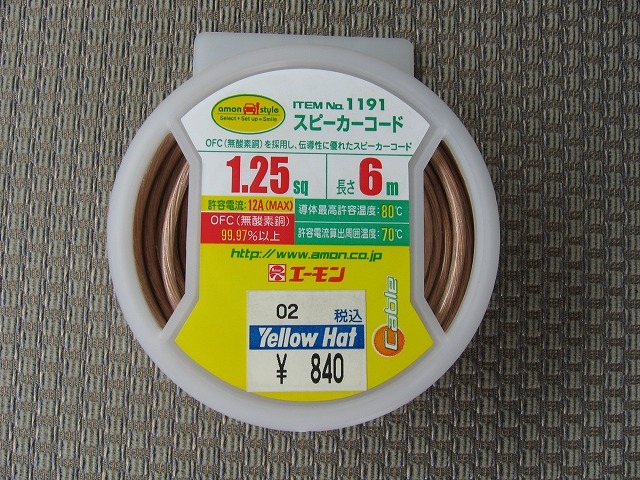 amon style
Select + Set up = Smile
ITEM No. 1191
スピーカーコード
OFC(無酸素銅)を採用し、伝導性に優れたスピーカーコード
1.25sq 長さ6m
許容電流:12A(MAX)
OFC(無酸素銅)
99.97%以上
導体最高許容温度:80℃
許容電流算出周囲温度:70℃
http://www.amon.co.jp
エーモン
Cable
02 税込
Yellow Hat
¥ 840